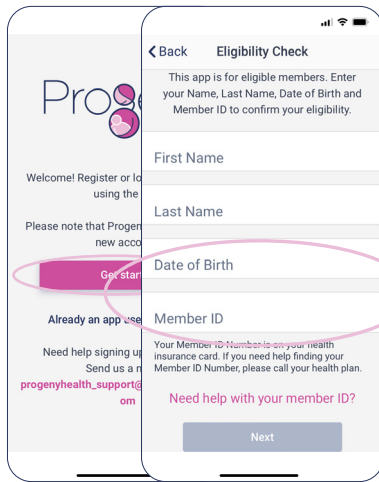 Proge
Welcome! Register or lo
using the
Please note that Progen
new acco
Get start
Already an app use
Need help signing up
Send us a m
progenyhealth_support@
om
Back
Eligibility Check
This app is for eligible members. Enter
your Name, Last Name, Date of Birth and
Member ID to confirm your eligibility.
First Name
Last Name
Date of Birth
Member ID
Your Member ID Number is on your health
insurance card. If you need help finding your
Member ID Number, please call your health plan.
Need help with your member ID?
Next